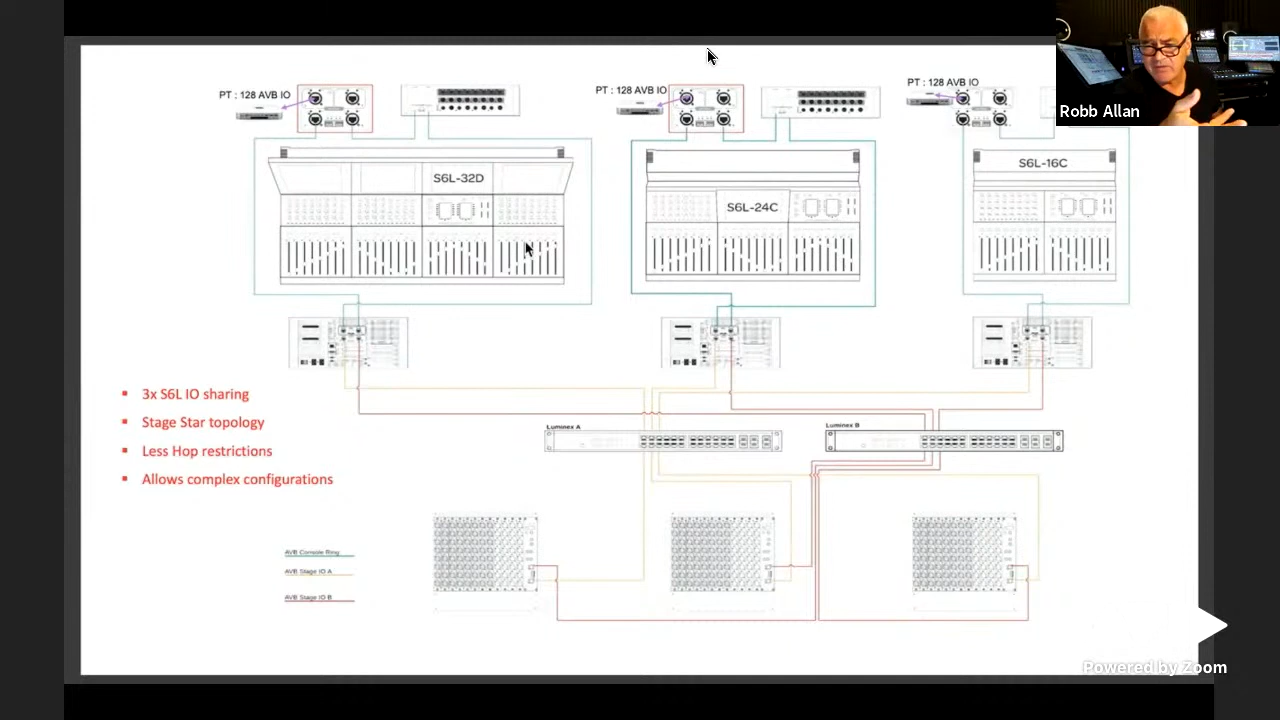 PT : 128 AVB IO
PT : 128 AVB IO
PT : 128 AVB IO
Robb Allan
S6L-32D
S6L-24C
S6L-16C
3x S6L IO sharing
Stage Star topology
Less Hop restrictions
Allows complex configurations
Luminex A
Luminex B
AVB Console Ring
AVB Stage IO A
AVB Stage IO B
Powered by Zoom